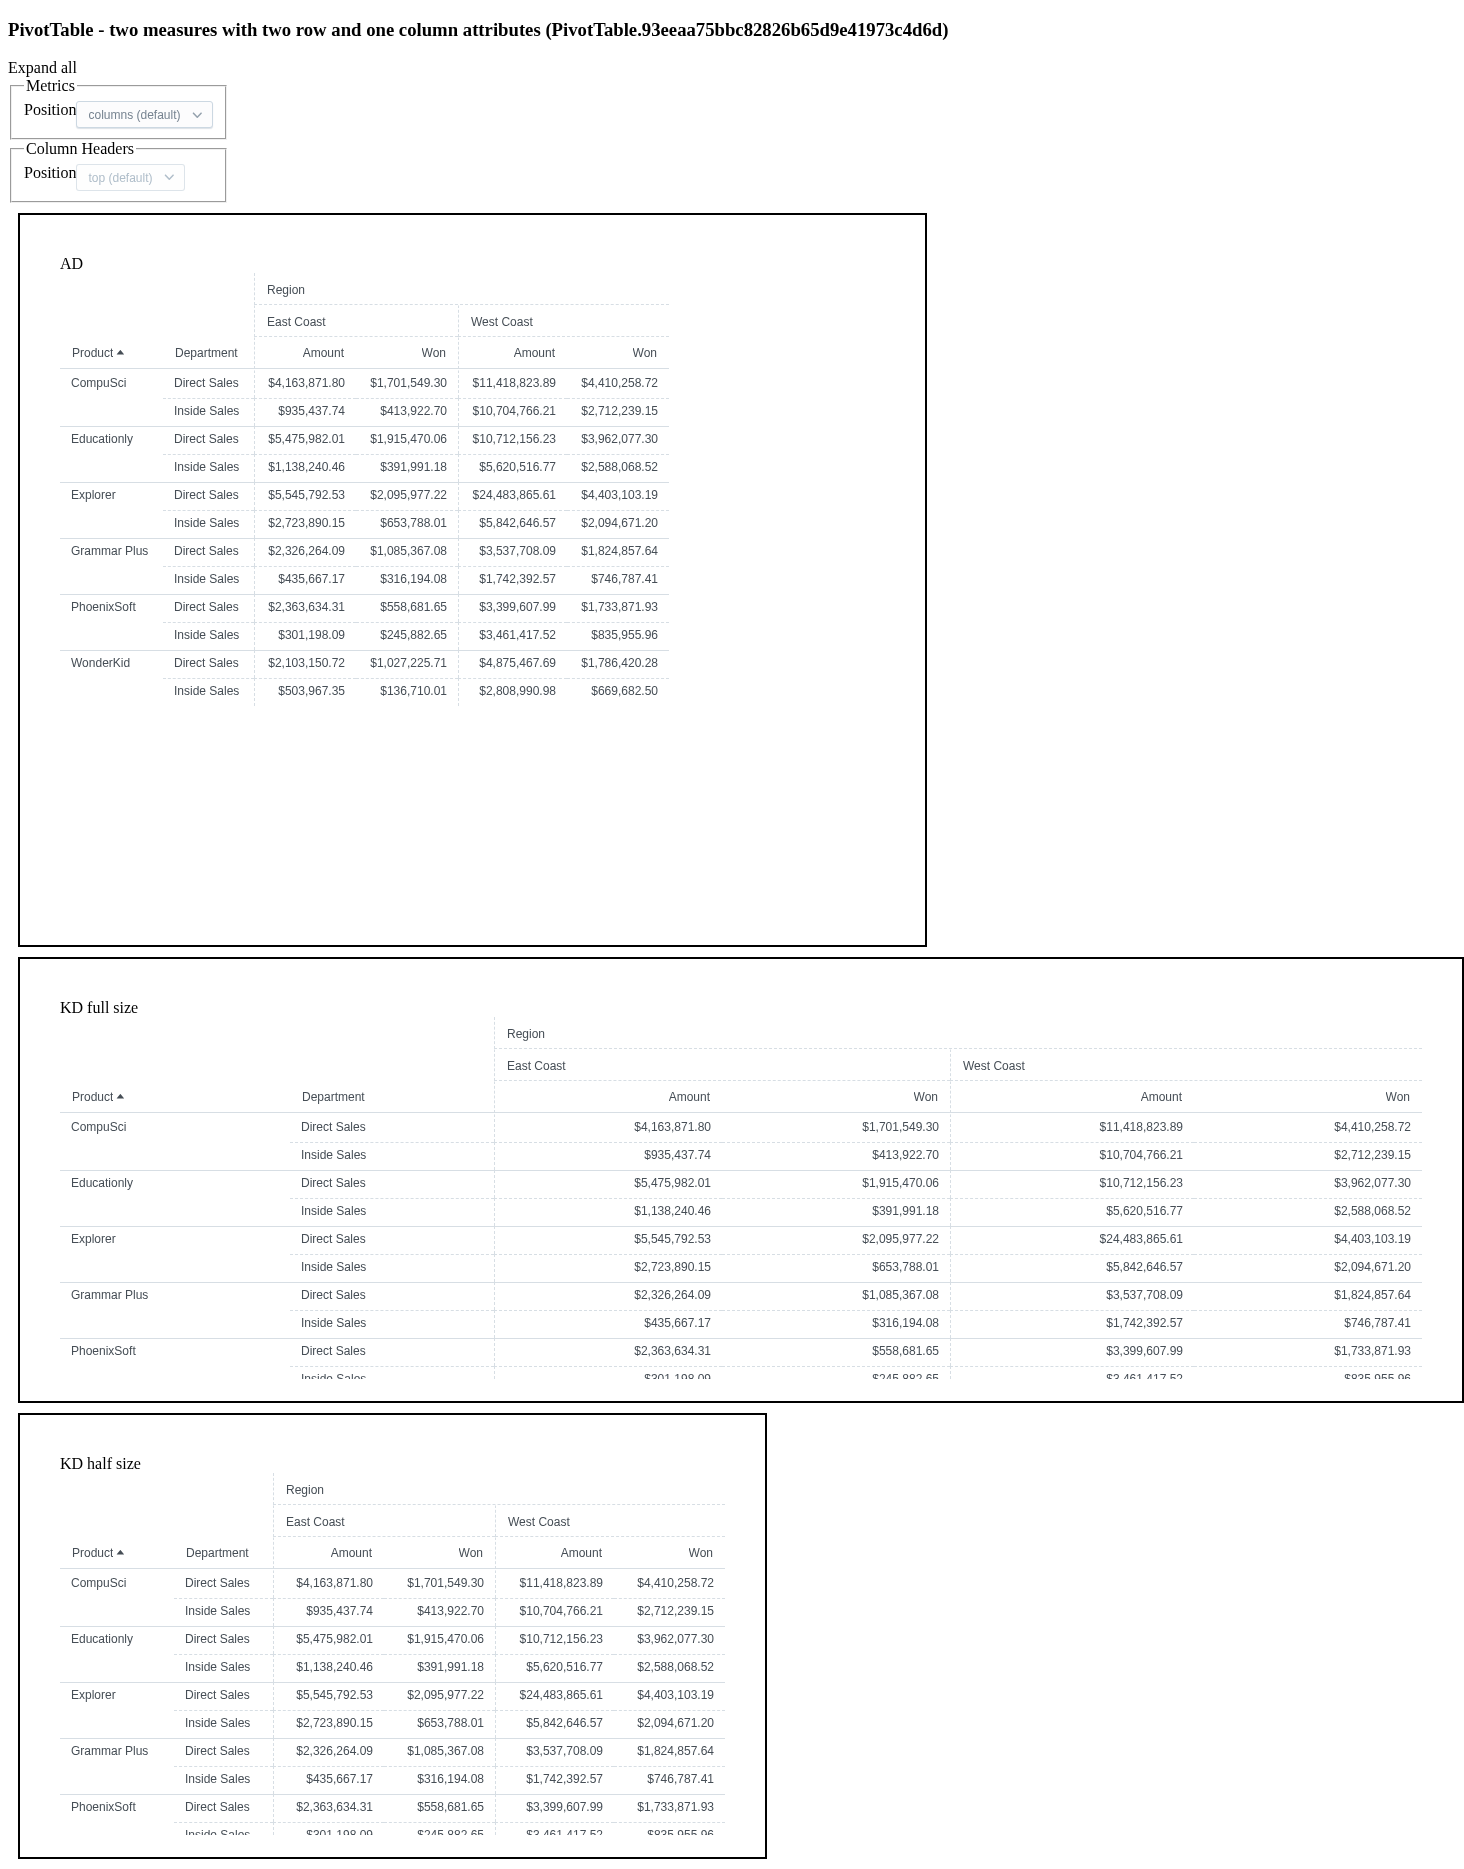 PivotTable - two measures with two row and one column attributes (PivotTable.93eeaa75bbc82826b65d9e41973c4d6d)
Expand all
Metrics
Position columns (default)
Column Headers
Position top (default)
AD
Region
East Coast West Coast
Product Department Amount Won Amount Won
CompuSci Direct Sales $4,163,871.80 $1,701,549.30 $11,418,823.89 $4,410,258.72
Inside Sales $935,437.74 $413,922.70 $10,704,766.21 $2,712,239.15
Educationly Direct Sales $5,475,982.01 $1,915,470.06 $10,712,156.23 $3,962,077.30
Inside Sales $1,138,240.46 $391,991.18 $5,620,516.77 $2,588,068.52
Explorer Direct Sales $5,545,792.53 $2,095,977.22 $24,483,865.61 $4,403,103.19
Inside Sales $2,723,890.15 $653,788.01 $5,842,646.57 $2,094,671.20
Grammar Plus Direct Sales $2,326,264.09 $1,085,367.08 $3,537,708.09 $1,824,857.64
Inside Sales $435,667.17 $316,194.08 $1,742,392.57 $746,787.41
PhoenixSoft Direct Sales $2,363,634.31 $558,681.65 $3,399,607.99 $1,733,871.93
Inside Sales $301,198.09 $245,882.65 $3,461,417.52 $835,955.96
WonderKid Direct Sales $2,103,150.72 $1,027,225.71 $4,875,467.69 $1,786,420.28
Inside Sales $503,967.35 $136,710.01 $2,808,990.98 $669,682.50
KD full size
Region
East Coast West Coast
Product Department Amount Won Amount Won
CompuSci Direct Sales $4,163,871.80 $1,701,549.30 $11,418,823.89 $4,410,258.72
Inside Sales $935,437.74 $413,922.70 $10,704,766.21 $2,712,239.15
Educationly Direct Sales $5,475,982.01 $1,915,470.06 $10,712,156.23 $3,962,077.30
Inside Sales $1,138,240.46 $391,991.18 $5,620,516.77 $2,588,068.52
Explorer Direct Sales $5,545,792.53 $2,095,977.22 $24,483,865.61 $4,403,103.19
Inside Sales $2,723,890.15 $653,788.01 $5,842,646.57 $2,094,671.20
Grammar Plus Direct Sales $2,326,264.09 $1,085,367.08 $3,537,708.09 $1,824,857.64
Inside Sales $435,667.17 $316,194.08 $1,742,392.57 $746,787.41
PhoenixSoft Direct Sales $2,363,634.31 $558,681.65 $3,399,607.99 $1,733,871.93
Inside Sales $301,198.09 $245,882.65 $3,461,417.52 $835,955.96
KD half size
Region
East Coast West Coast
Product Department Amount Won Amount Won
CompuSci Direct Sales $4,163,871.80 $1,701,549.30 $11,418,823.89 $4,410,258.72
Inside Sales $935,437.74 $413,922.70 $10,704,766.21 $2,712,239.15
Educationly Direct Sales $5,475,982.01 $1,915,470.06 $10,712,156.23 $3,962,077.30
Inside Sales $1,138,240.46 $391,991.18 $5,620,516.77 $2,588,068.52
Explorer Direct Sales $5,545,792.53 $2,095,977.22 $24,483,865.61 $4,403,103.19
Inside Sales $2,723,890.15 $653,788.01 $5,842,646.57 $2,094,671.20
Grammar Plus Direct Sales $2,326,264.09 $1,085,367.08 $3,537,708.09 $1,824,857.64
Inside Sales $435,667.17 $316,194.08 $1,742,392.57 $746,787.41
PhoenixSoft Direct Sales $2,363,634.31 $558,681.65 $3,399,607.99 $1,733,871.93
Inside Sales $301,198.09 $245,882.65 $3,461,417.52 $835,955.96